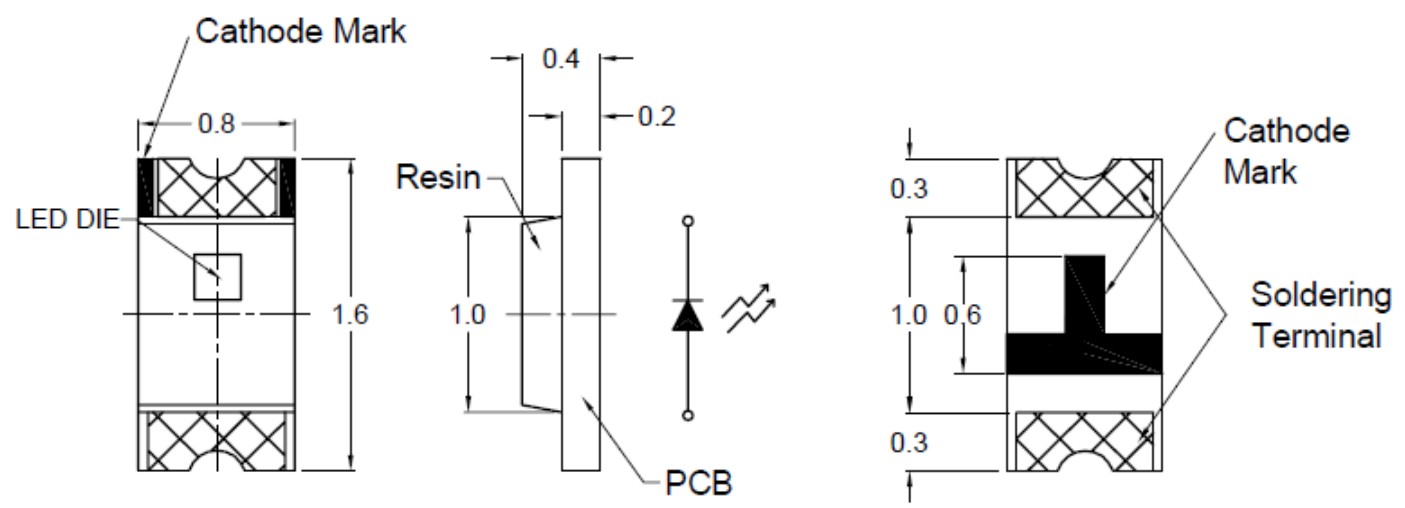 Cathode Mark
0.4
0.8
0.2
Resin
LED DIE
1.6
1.0
PCB
Cathode
Mark
0.3
1.0
0.6
Soldering
Terminal
0.3